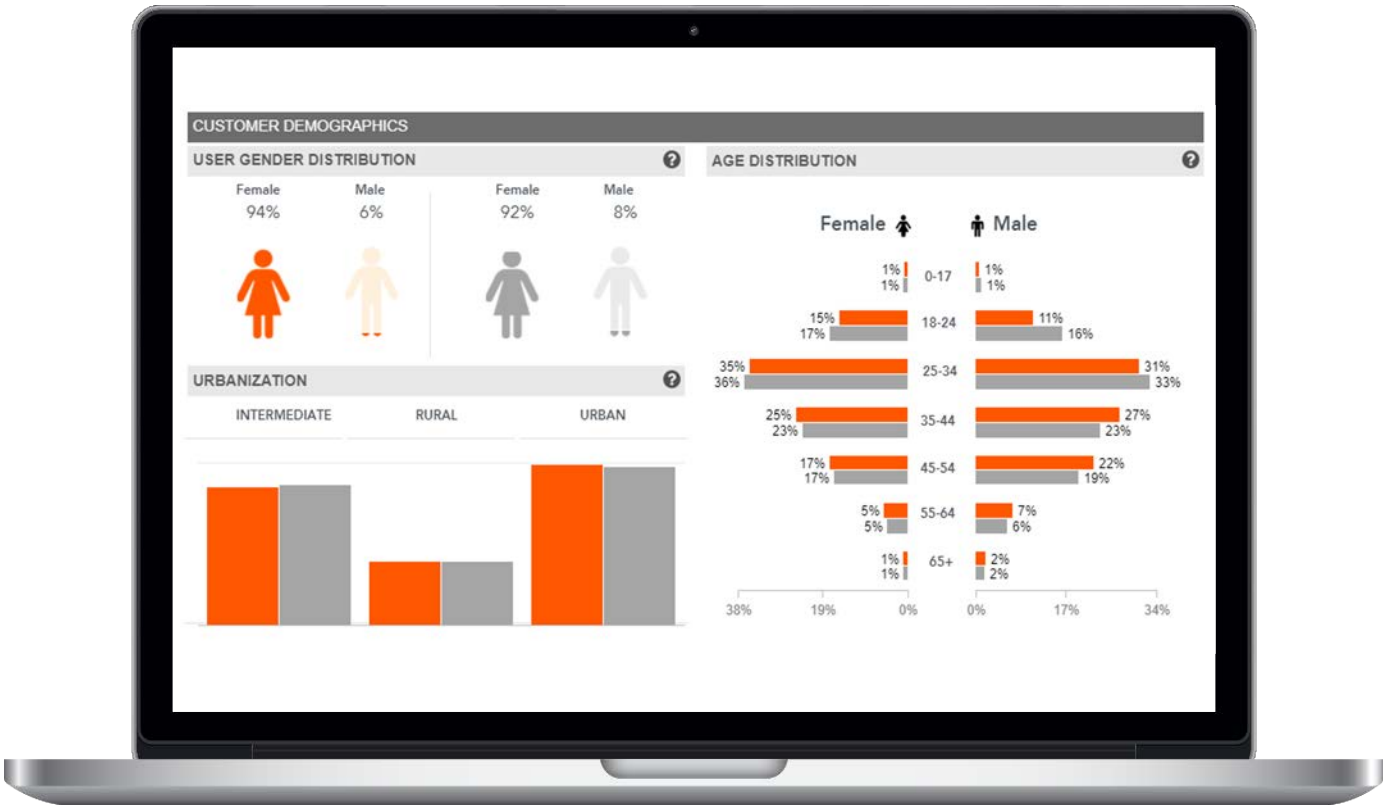 CUSTOMER DEMOGRAPHICS
USER GENDER DISTRIBUTION ?
Female Male Female Male
94% 6% 92% 8%
URBANIZATION ?
INTERMEDIATE RURAL URBAN
AGE DISTRIBUTION ?
Female Male
1% 0-17 1%
1% 1%
15% 18-24 11%
17% 16%
35% 25-34 31%
36% 33%
25% 35-44 27%
23% 23%
17% 45-54 22%
17% 19%
5% 55-64 7%
5% 6%
1% 65+ 2%
1% 2%
38% 19% 0% 0% 17% 34%